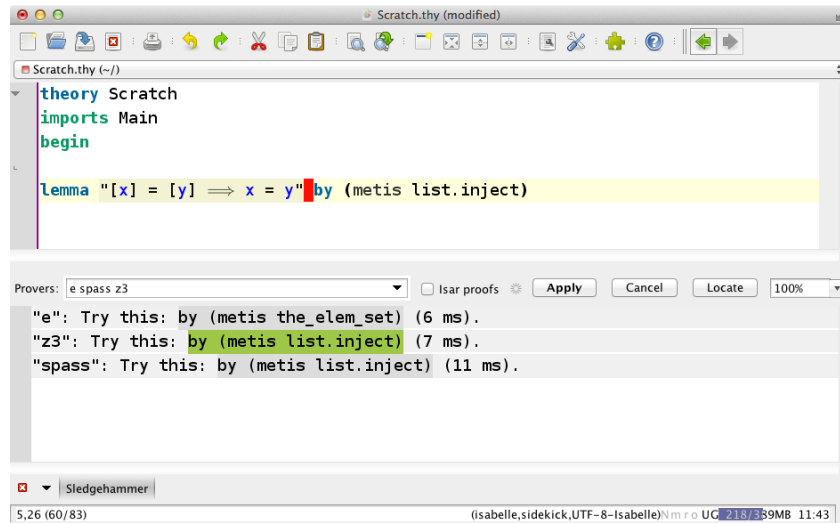 Scratch.thy (modified)
Scratch.thy (~/)
theory Scratch
imports Main
begin
lemma "[x] = [y] ⟹ x = y" by (metis list.inject)
Provers: e spass z3 Isar proofs Apply Cancel Locate 100%
"e": Try this: by (metis the_elem_set) (6 ms).
"z3": Try this: by (metis list.inject) (7 ms).
"spass": Try this: by (metis list.inject) (11 ms).
Sledgehammer
5,26 (60/83) (isabelle,sidekick,UTF-8-Isabelle)N m r o UG 218/339MB 11:43